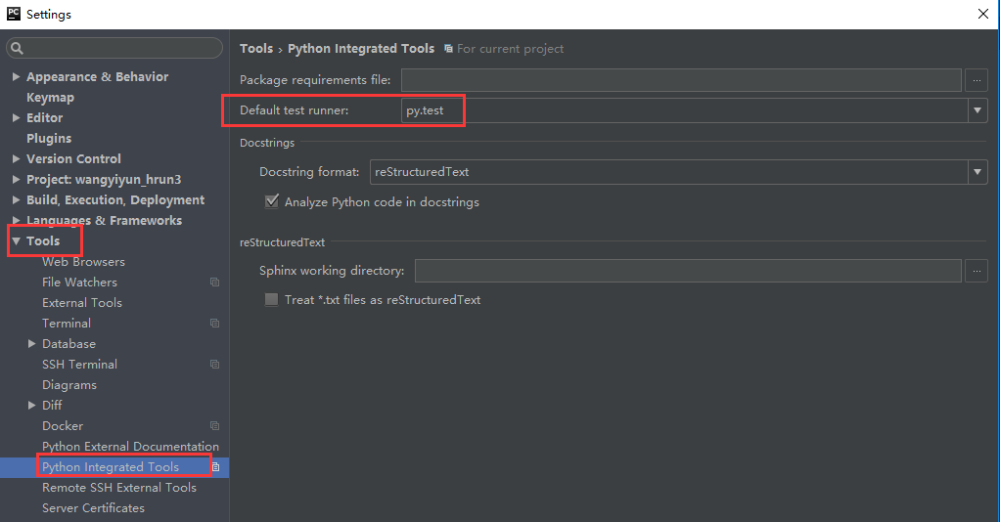 PC Settings
Appearance & Behavior
Keymap
Editor
Plugins
Version Control
Project: wangyiyun_hrun3
Build, Execution, Deployment
Languages & Frameworks
Tools
Web Browsers
File Watchers
External Tools
Terminal
Database
SSH Terminal
Diagrams
Diff
Docker
Python External Documentation
Python Integrated Tools
Remote SSH External Tools
Server Certificates
Tools › Python Integrated Tools For current project
Package requirements file: ...
Default test runner: py.test
Docstrings
Docstring format: reStructuredText
Analyze Python code in docstrings
reStructuredText
Sphinx working directory: ...
Treat *.txt files as reStructuredText